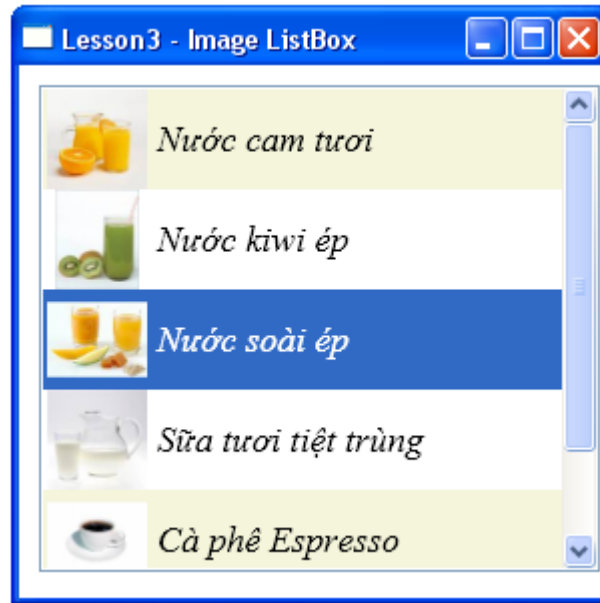 Lesson3 - Image ListBox
Nước cam tươi
Nước kiwi ép
Nước soài ép
Sữa tươi tiệt trùng
Cà phê Espresso